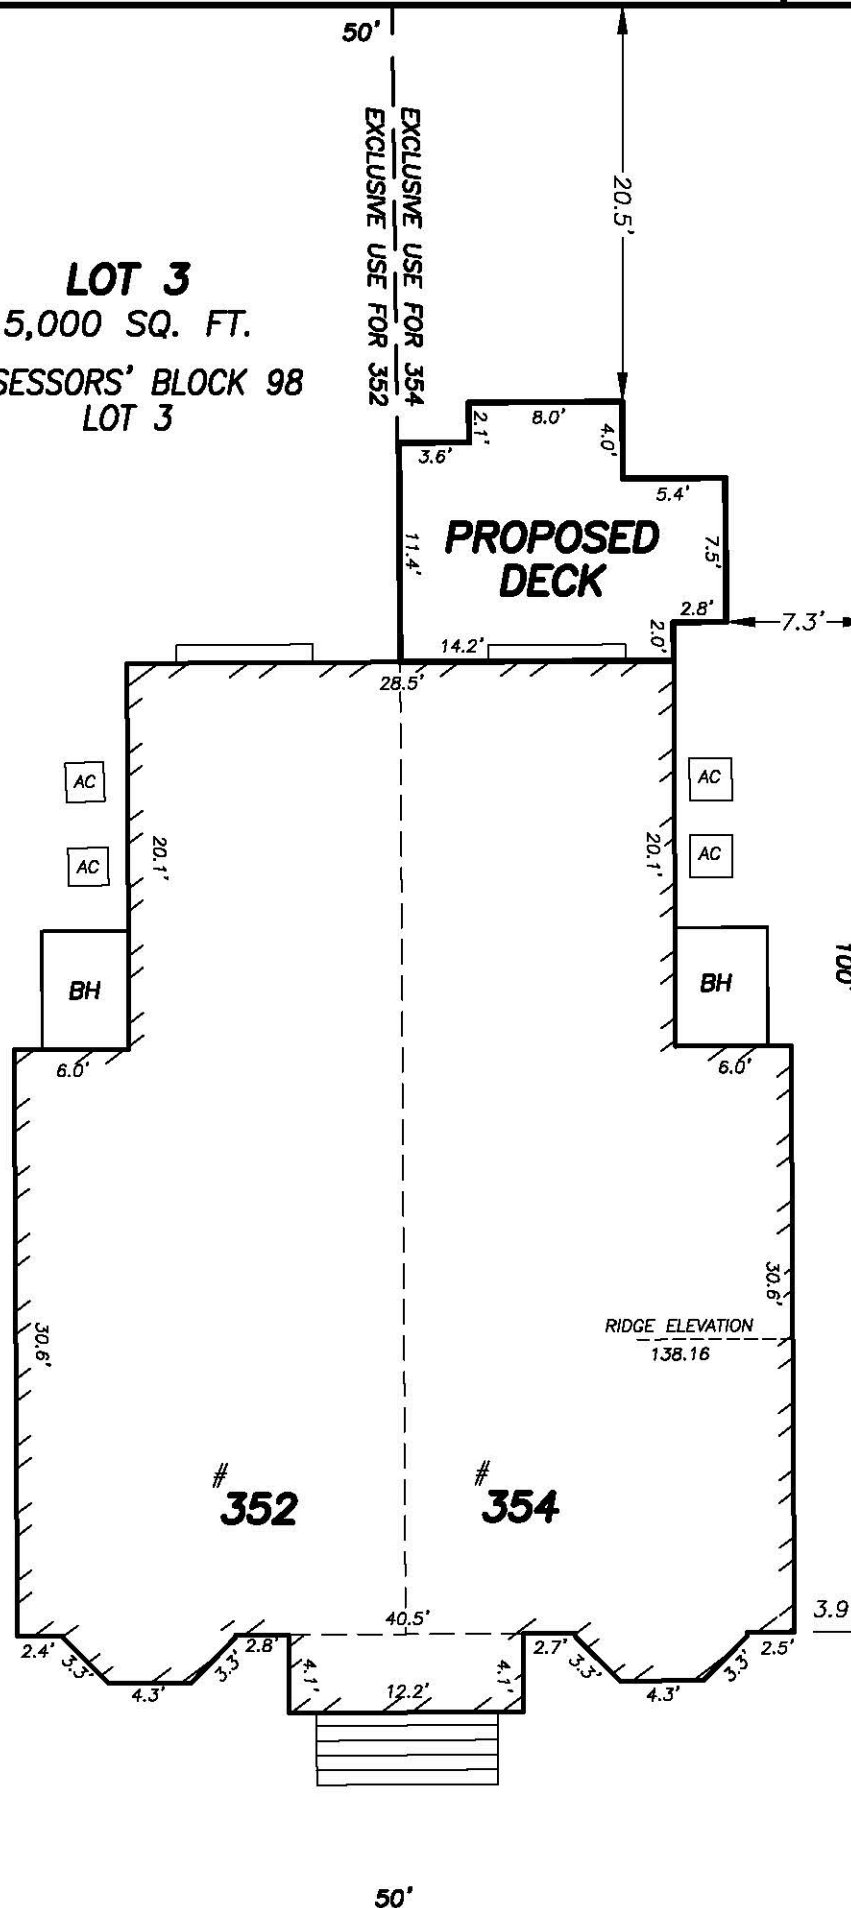 50'
EXCLUSIVE USE FOR 354
EXCLUSIVE USE FOR 352
20.5'
LOT 3
5,000 SQ. FT.
SESSORS' BLOCK 98
LOT 3
8.0'
2.1'
4.0'
3.6'
5.4'
11.4'
PROPOSED
DECK
7.5'
2.8'
7.3'
2.0'
14.2'
28.5'
AC
AC
20.1'
20.1'
AC
AC
BH
BH
100'
6.0'
6.0'
30.6'
30.6'
RIDGE ELEVATION
138.16
#
352
#
354
40.5'
3.9
2.4'
3.3'
4.3'
3.3'
2.8'
4.1'
12.2'
4.1'
2.7'
3.3'
4.3'
3.3'
2.5'
50'